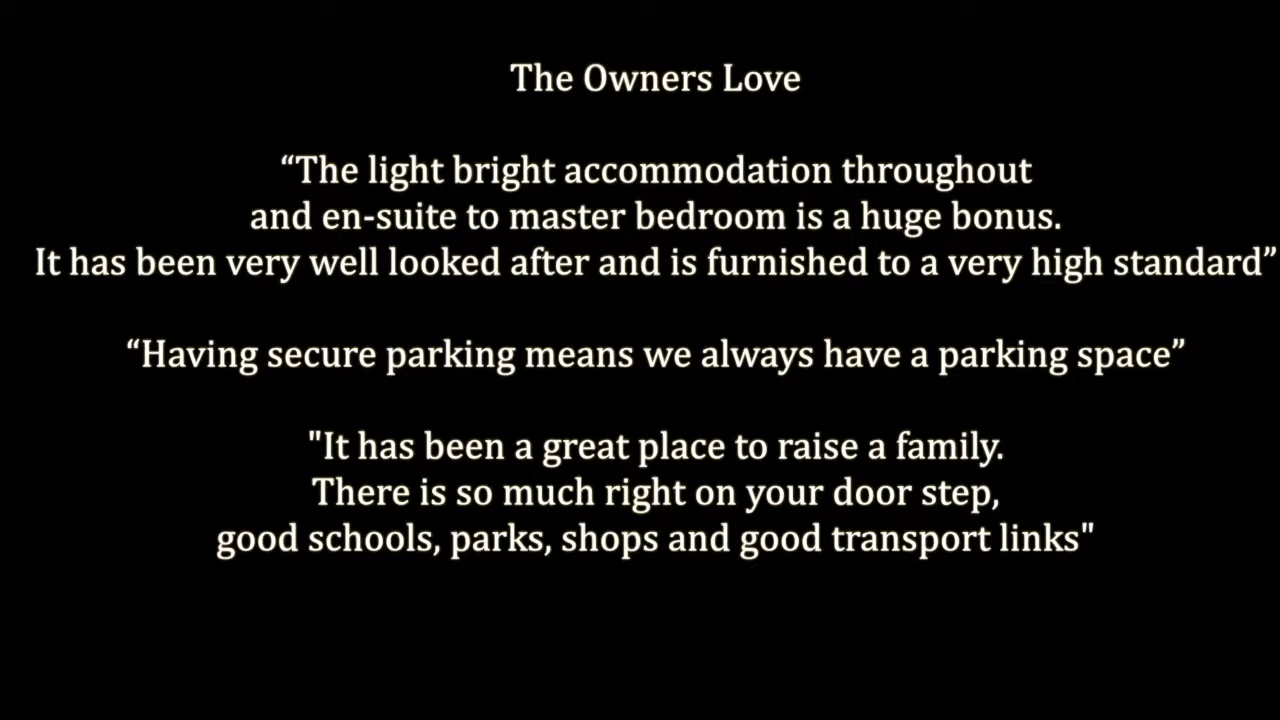 The Owners Love
“The light bright accommodation throughout
and en-suite to master bedroom is a huge bonus.
It has been very well looked after and is furnished to a very high standard”
“Having secure parking means we always have a parking space”
"It has been a great place to raise a family.
There is so much right on your door step,
good schools, parks, shops and good transport links"